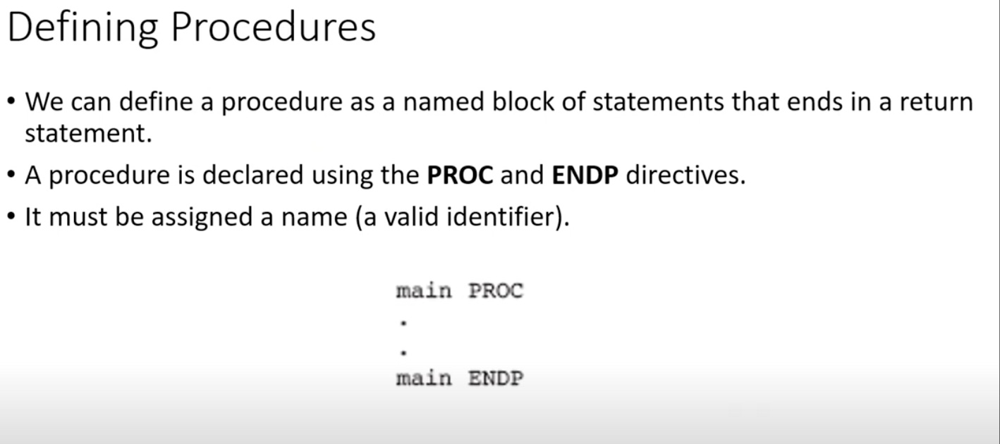 Defining Procedures
• We can define a procedure as a named block of statements that ends in a return
statement.
• A procedure is declared using the PROC and ENDP directives.
• It must be assigned a name (a valid identifier).
main PROC
.
.
main ENDP